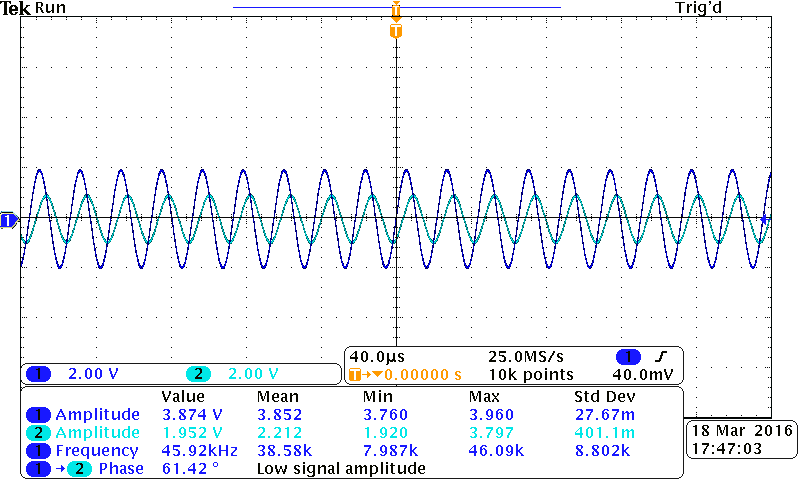 Tek Run Trig'd
T
T
1
1 2.00 V 2 2.00 V
40.0µs 25.0MS/s 1
T→▼0.00000 s 10k points 40.0mV
Value Mean Min Max Std Dev
1 Amplitude 3.874 V 3.852 3.760 3.960 27.67m
2 Amplitude 1.952 V 2.212 1.920 3.797 401.1m
1 Frequency 45.92kHz 38.58k 7.987k 46.09k 8.802k
1 → 2 Phase 61.42 ° Low signal amplitude
18 Mar 2016
17:47:03